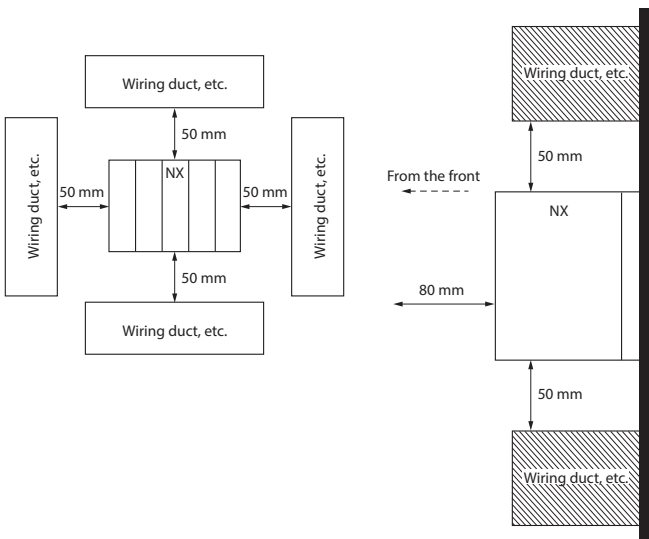 Wiring duct, etc.
50 mm
Wiring duct, etc.
50 mm
NX
50 mm
Wiring duct, etc.
50 mm
Wiring duct, etc.
Wiring duct, etc.
50 mm
From the front
NX
80 mm
50 mm
Wiring duct, etc.